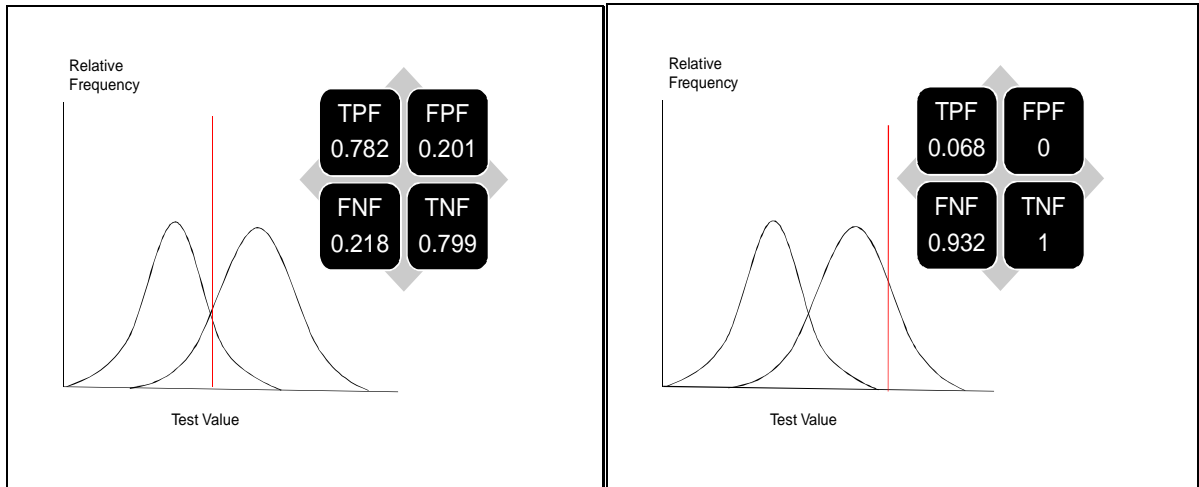 Relative
Frequency
TPF
0.782
FPF
0.201
FNF
0.218
TNF
0.799
Test Value
Relative
Frequency
TPF
0.068
FPF
0
FNF
0.932
TNF
1
Test Value